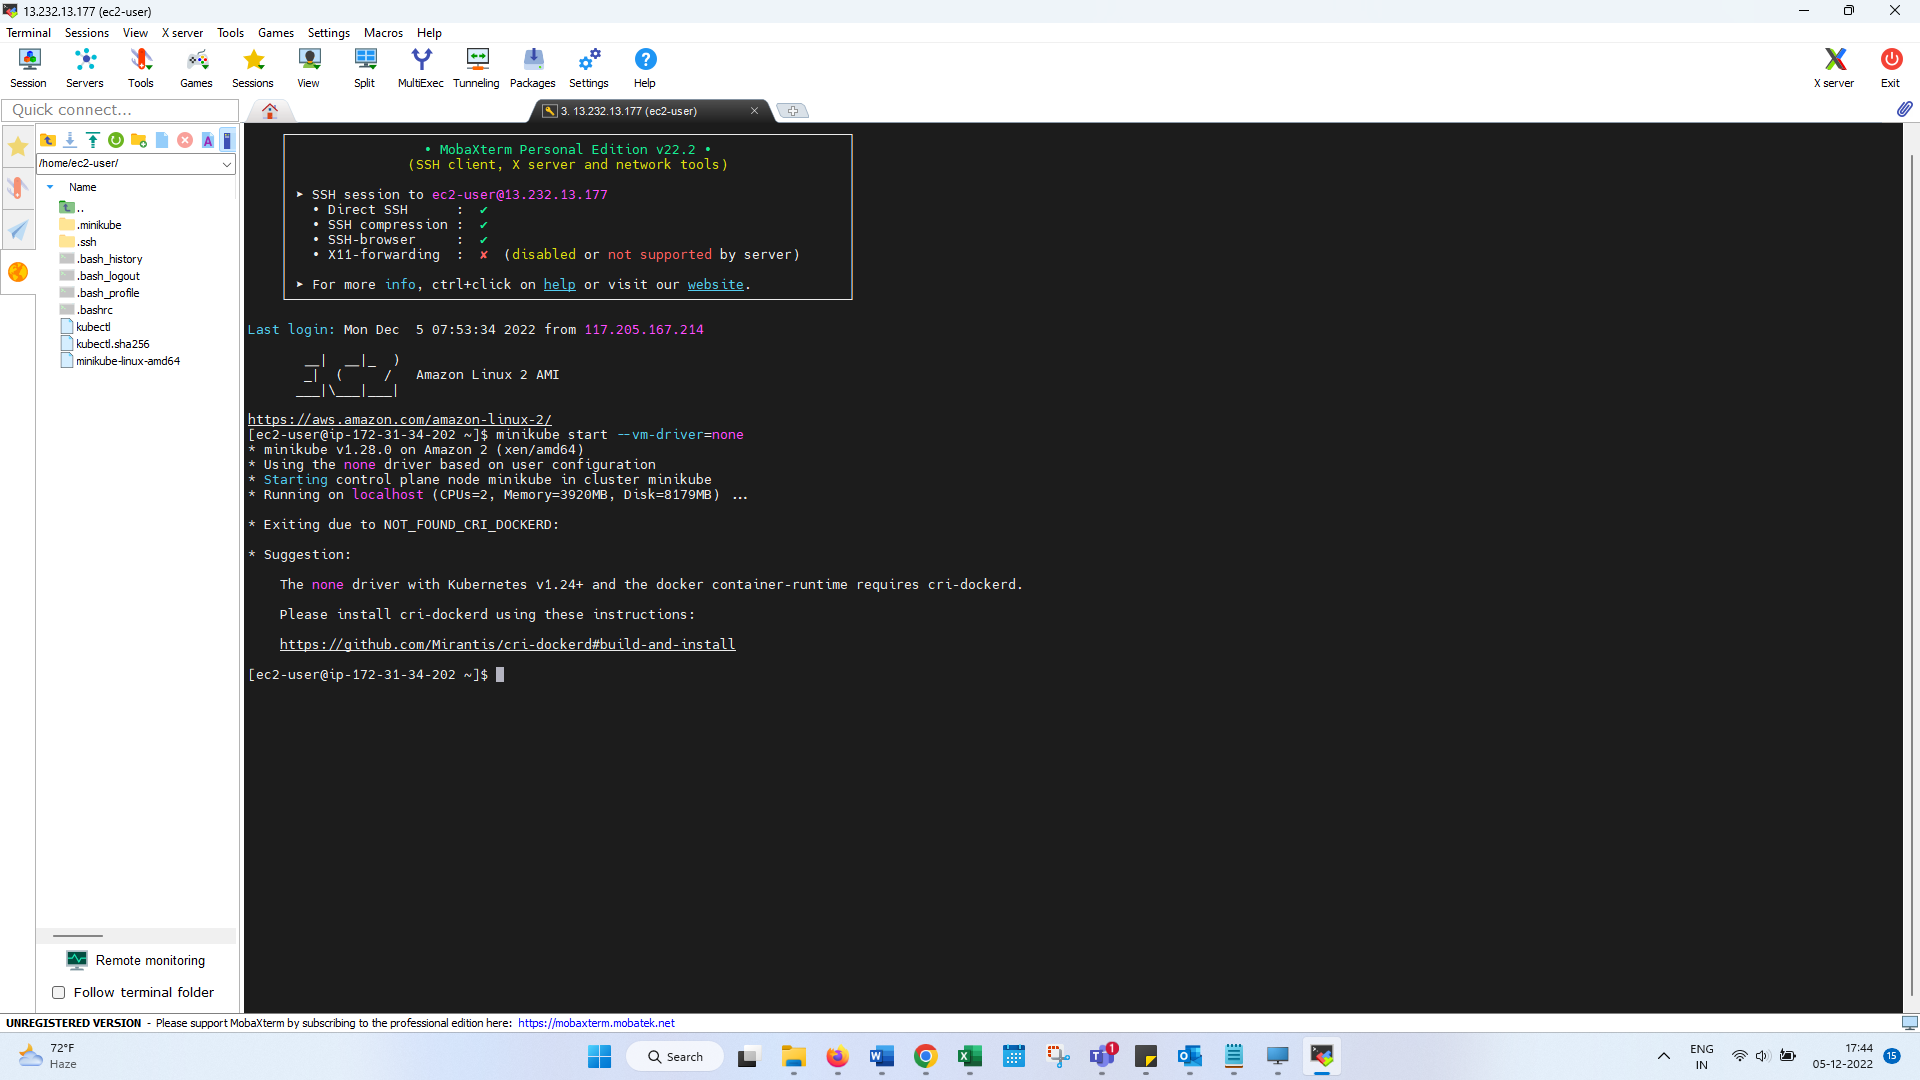 13.232.13.177 (ec2-user)
Terminal Sessions View X server Tools Games Settings Macros Help
Session Servers Tools Games Sessions View Split MultiExec Tunneling Packages Settings Help X server Exit
Quick connect...
3. 13.232.13.177 (ec2-user)
/home/ec2-user/
Name
..
.minikube
.ssh
.bash_history
.bash_logout
.bash_profile
.bashrc
kubectl
kubectl.sha256
minikube-linux-amd64
Remote monitoring
Follow terminal folder
• MobaXterm Personal Edition v22.2 •
(SSH client, X server and network tools)
➤ SSH session to ec2-user@13.232.13.177
• Direct SSH : ✔
• SSH compression : ✔
• SSH-browser : ✔
• X11-forwarding : ✘ (disabled or not supported by server)
➤ For more info, ctrl+click on help or visit our website.
Last login: Mon Dec 5 07:53:34 2022 from 117.205.167.214
__| __|_ )
_| ( / Amazon Linux 2 AMI
___|\___|___|
https://aws.amazon.com/amazon-linux-2/
[ec2-user@ip-172-31-34-202 ~]$ minikube start --vm-driver=none
* minikube v1.28.0 on Amazon 2 (xen/amd64)
* Using the none driver based on user configuration
* Starting control plane node minikube in cluster minikube
* Running on localhost (CPUs=2, Memory=3920MB, Disk=8179MB) ...
* Exiting due to NOT_FOUND_CRI_DOCKERD:
* Suggestion:
The none driver with Kubernetes v1.24+ and the docker container-runtime requires cri-dockerd.
Please install cri-dockerd using these instructions:
https://github.com/Mirantis/cri-dockerd#build-and-install
[ec2-user@ip-172-31-34-202 ~]$
UNREGISTERED VERSION - Please support MobaXterm by subscribing to the professional edition here: https://mobaxterm.mobatek.net
72°F
Haze
Search
1
ENG
IN
17:44
05-12-2022
15